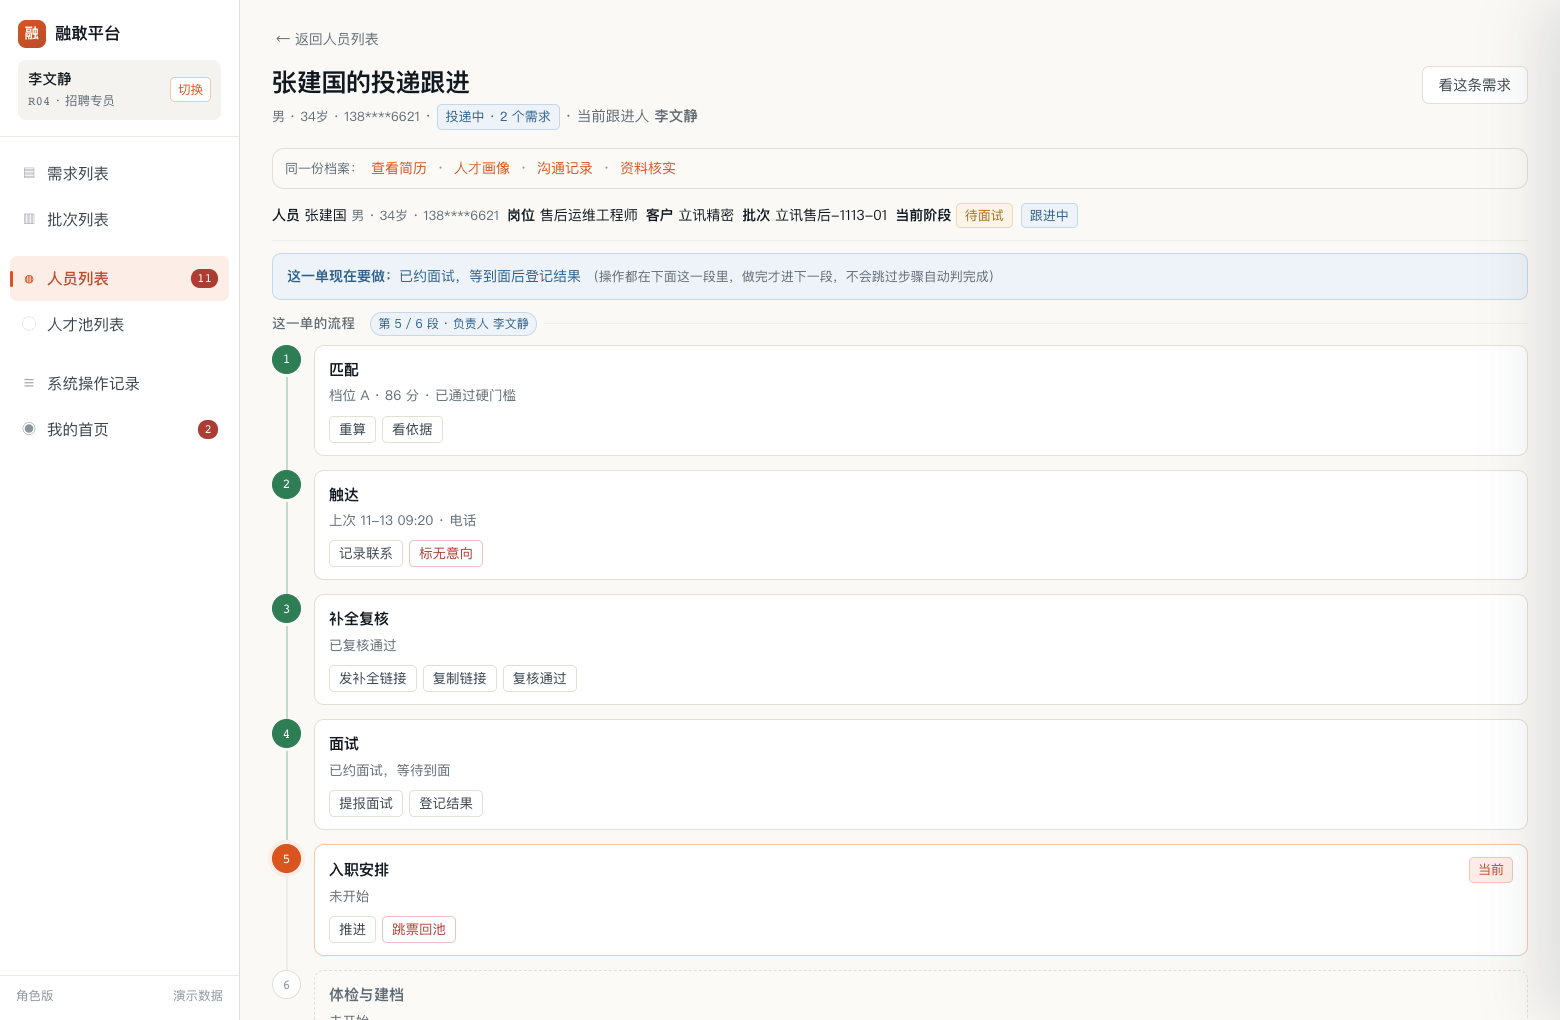 融 融敢平台
李文静
R04 · 招聘专员
切换
需求列表
批次列表
人员列表 11
人才池列表
系统操作记录
我的首页 2
角色版 演示数据
← 返回人员列表
张建国的投递跟进
男 · 34岁 · 138****6621 · 投递中 · 2 个需求 · 当前跟进人 李文静
看这条需求
同一份档案： 查看简历 · 人才画像 · 沟通记录 · 资料核实
人员 张建国 男 · 34岁 · 138****6621 岗位 售后运维工程师 客户 立讯精密 批次 立讯售后-1113-01 当前阶段 待面试 跟进中
这一单现在要做：已约面试，等到面后登记结果 （操作都在下面这一段里，做完才进下一段，不会跳过步骤自动判完成）
这一单的流程 第 5 / 6 段 · 负责人 李文静
1 匹配
档位 A · 86 分 · 已通过硬门槛
重算 看依据
2 触达
上次 11-13 09:20 · 电话
记录联系 标无意向
3 补全复核
已复核通过
发补全链接 复制链接 复核通过
4 面试
已约面试，等待到面
提报面试 登记结果
5 入职安排 当前
未开始
推进 跳票回池
6 体检与建档
未开始